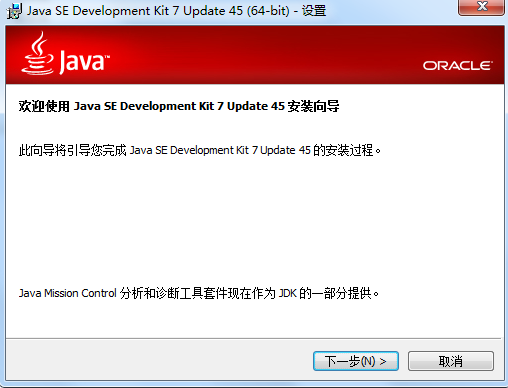 Java SE Development Kit 7 Update 45 (64-bit) - 设置
Java™
ORACLE®
欢迎使用 Java SE Development Kit 7 Update 45 安装向导
此向导将引导您完成 Java SE Development Kit 7 Update 45 的安装过程。
Java Mission Control 分析和诊断工具套件现在作为 JDK 的一部分提供。
下一步(N) >
取消